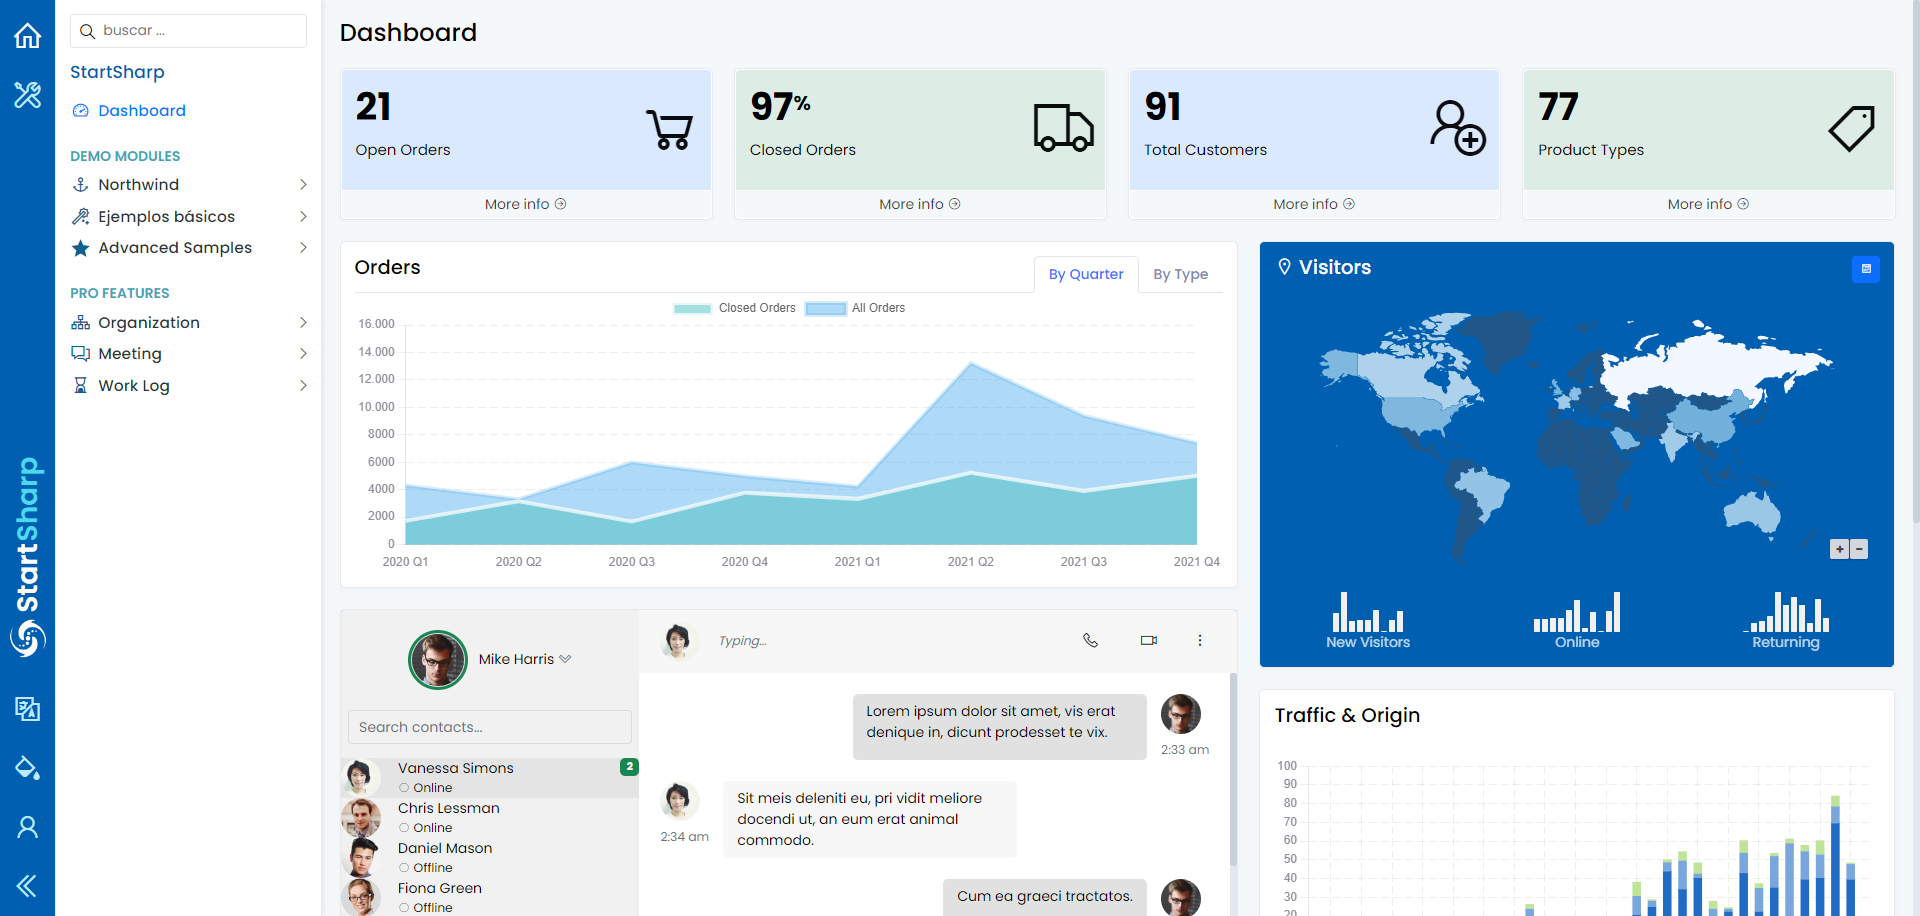 buscar ...
StartSharp
Dashboard
DEMO MODULES
Northwind
Ejemplos básicos
Advanced Samples
PRO FEATURES
Organization
Meeting
Work Log
StartSharp
Dashboard
21
Open Orders
More info
97%
Closed Orders
More info
91
Total Customers
More info
77
Product Types
More info
Orders
By Quarter
By Type
Closed Orders
All Orders
16.000
14.000
12.000
10.000
8000
6000
4000
2000
0
2020 Q1
2020 Q2
2020 Q3
2020 Q4
2021 Q1
2021 Q2
2021 Q3
2021 Q4
Visitors
+
−
New Visitors
Online
Returning
Mike Harris
Search contacts...
Vanessa Simons
2
Online
Chris Lessman
Online
Daniel Mason
Offline
Fiona Green
Offline
Typing...
Lorem ipsum dolor sit amet, vis erat
denique in, dicunt prodesset te vix.
2:33 am
Sit meis deleniti eu, pri vidit meliore
docendi ut, an eum erat animal
commodo.
2:34 am
Cum ea graeci tractatos.
Traffic & Origin
100
90
80
70
60
50
40
30
20